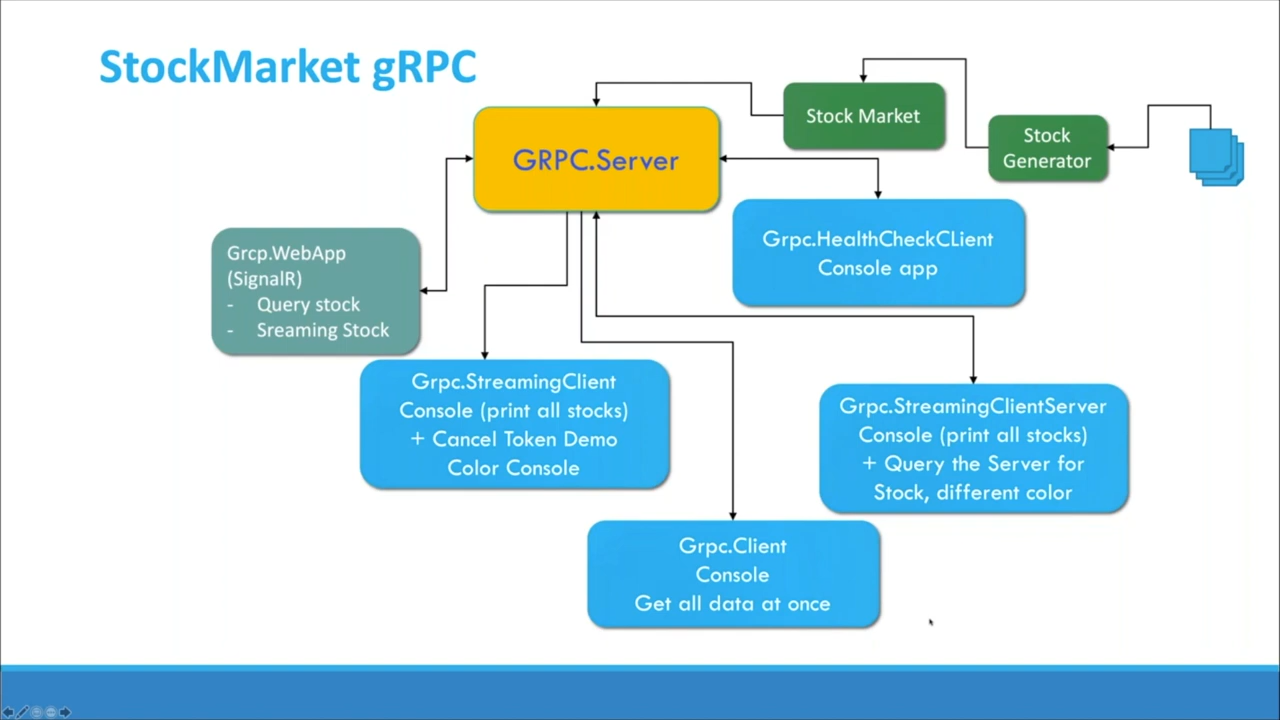 StockMarket gRPC
GRPC.Server
Stock Market
Stock
Generator
Grpc.HealthCheckCLient
Console app
Grcp.WebApp
(SignalR)
- Query stock
- Sreaming Stock
Grpc.StreamingClient
Console (print all stocks)
+ Cancel Token Demo
Color Console
Grpc.StreamingClientServer
Console (print all stocks)
+ Query the Server for
Stock, different color
Grpc.Client
Console
Get all data at once